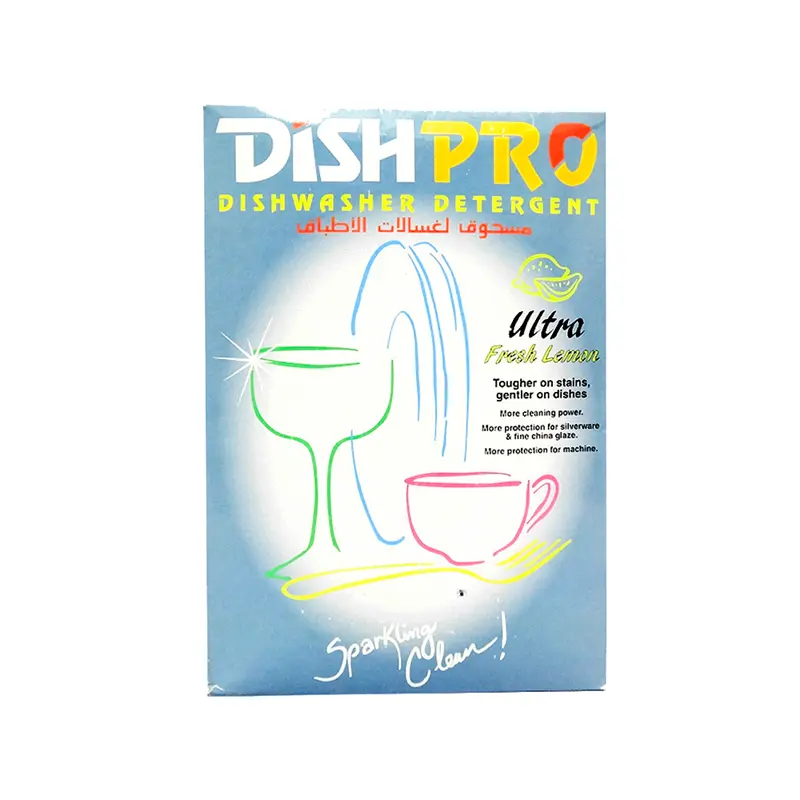 DiSHPRO
DISHWASHER DETERGENT
مسحوق لغسالات الأطباق
Ultra
Fresh Lemon
Tougher on stains,
gentler on dishes
More cleaning power.
More protection for silverware
& fine china glaze.
More protection for machine.
Sparkling
Clean!